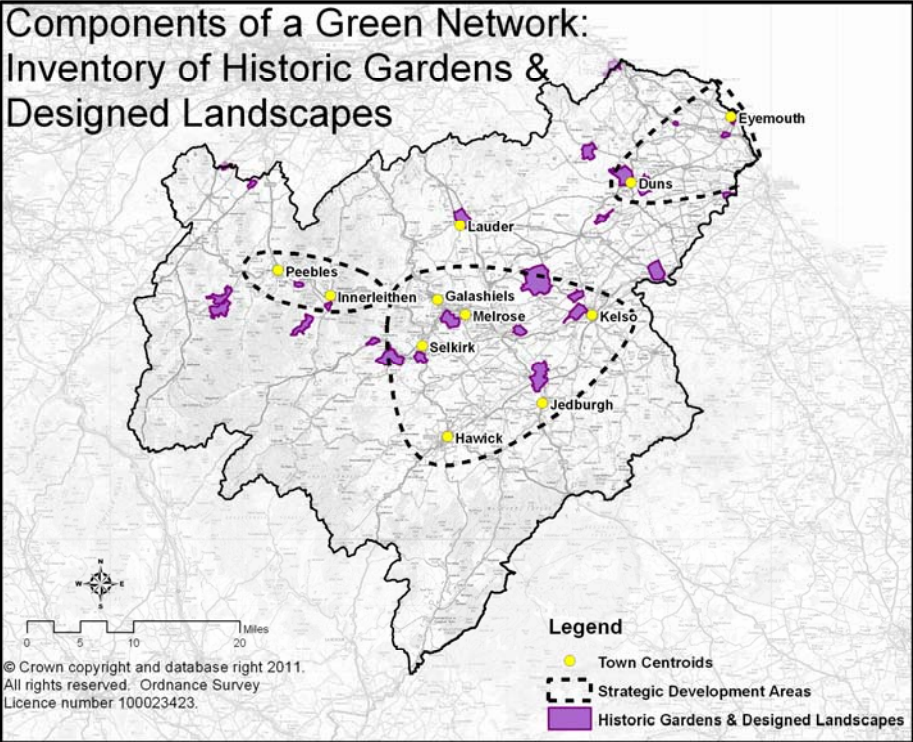 Components of a Green Network:
Inventory of Historic Gardens &
Designed Landscapes
Eyemouth
Duns
Lauder
Peebles
Innerleithen
Galashiels
Melrose
Kelso
Selkirk
Jedburgh
Hawick
N
W E
S
Miles
0 5 10 20
© Crown copyright and database right 2011.
All rights reserved. Ordnance Survey
Licence number 100023423.
Legend
Town Centroids
Strategic Development Areas
Historic Gardens & Designed Landscapes